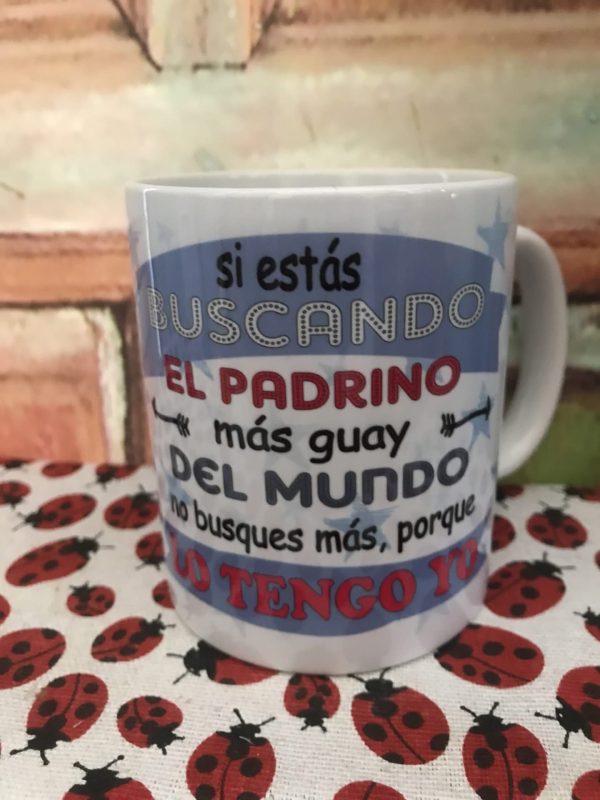 si estás
BUSCANDO
EL PADRINO
más guay
DEL MUNDO
no busques más, porque
LO TENGO YO